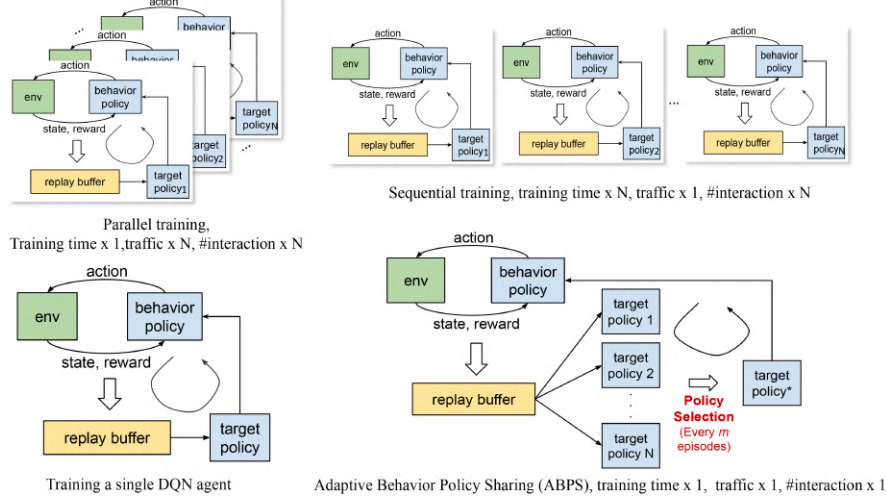 action
env
behavior
policy
state, reward
replay buffer
target
policy1
action
behavior
target
policy2
action
behavior
target
policyN
...
...
Parallel training,
Training time x 1,traffic x N, #interaction x N
action
env
behavior
policy
state, reward
replay buffer
target
policy1
action
env
behavior
policy
state, reward
replay buffer
target
policy2
...
action
env
behavior
policy
state, reward
replay buffer
target
policyN
Sequential training, training time x N, traffic x 1, #interaction x N
action
env
behavior
policy
state, reward
replay buffer
target
policy
Training a single DQN agent
action
env
behavior
policy
state, reward
replay buffer
target
policy 1
target
policy 2
target
policy N
Policy
Selection
(Every m
episodes)
target
policy*
Adaptive Behavior Policy Sharing (ABPS), training time x 1, traffic x 1, #interaction x 1